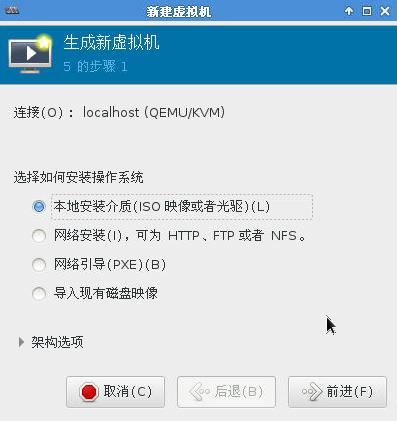 新建虚拟机
生成新虚拟机
5 的步骤 1
连接(O) : localhost (QEMU/KVM)
选择如何安装操作系统
本地安装介质(ISO 映像或者光驱)(L)
网络安装(I)，可为 HTTP、FTP 或者 NFS。
网络引导(PXE)(B)
导入现有磁盘映像
架构选项
取消(C) 后退(B) 前进(F)